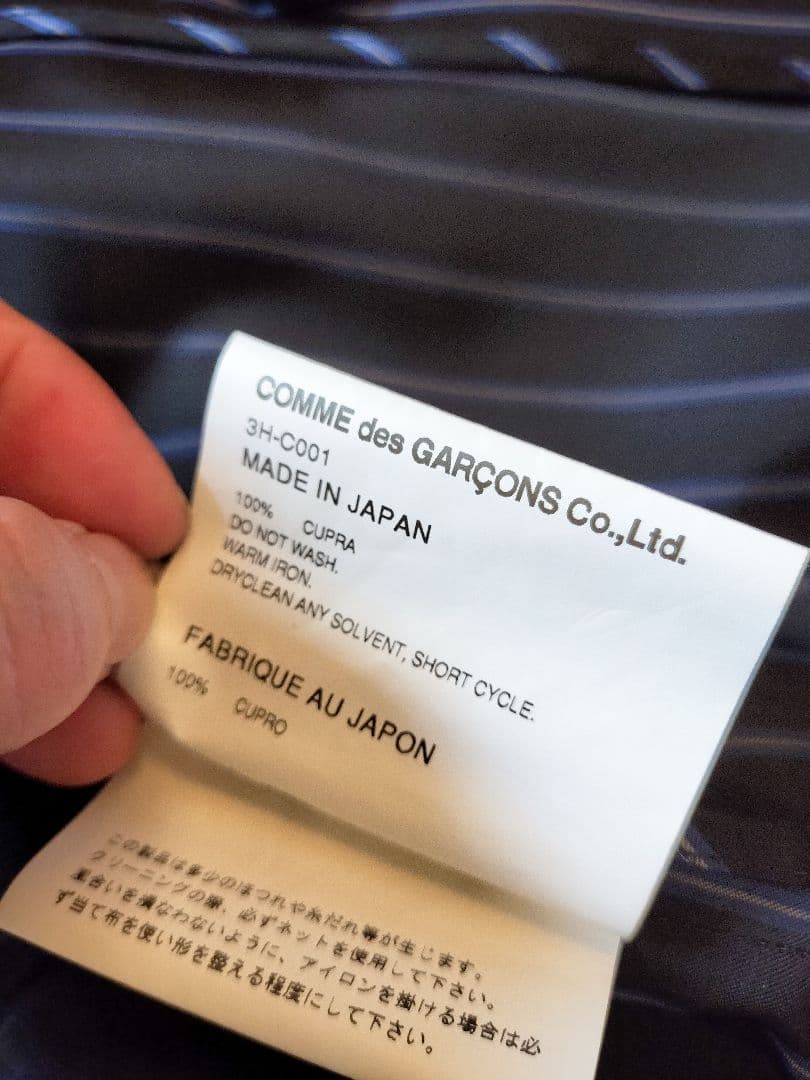 COMME des GARÇONS Co.,Ltd.
3H-C001
MADE IN JAPAN
100% CUPRA
DO NOT WASH.
WARM IRON.
DRYCLEAN ANY SOLVENT, SHORT CYCLE.
FABRIQUE AU JAPON
100% CUPRO
この製品は多少のほつれや糸だれ等が生じます。
クリーニングの際、必ずネットを使用して下さい。
風合いを損なわないように、アイロンを掛ける場合は必
ず当て布を使い形を整える程度にして下さい。